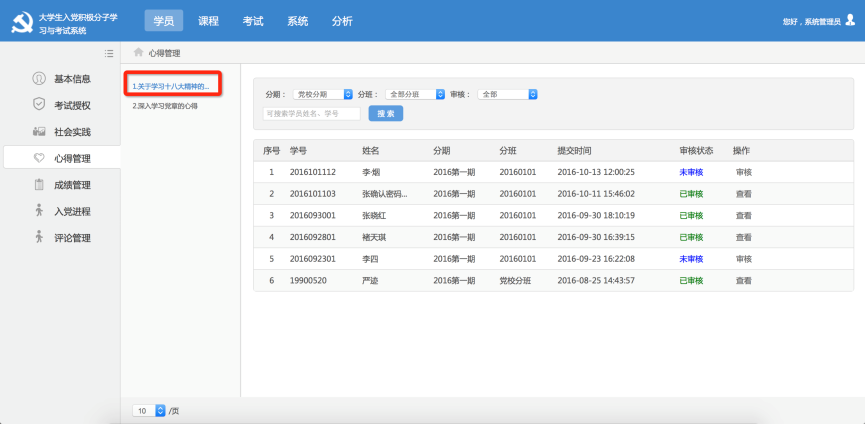 大学生入党积极分子学
习与考试系统
学员 课程 考试 系统 分析
您好，系统管理员
心得管理
基本信息
考试授权
社会实践
心得管理
成绩管理
入党进程
评论管理
1.关于学习十八大精神的...
2.深入学习党章的心得
分期： 党校分期 分班： 全部分班 审核： 全部
可搜索学员姓名、学号 搜 索
序号 学号 姓名 分期 分班 提交时间 审核状态 操作
1 2016101112 李·烟 2016第一期 20160101 2016-10-13 12:00:25 未审核 审核
2 2016101103 张确认密码... 2016第一期 20160101 2016-10-11 15:46:02 已审核 查看
3 2016093001 张晓红 2016第一期 20160101 2016-09-30 18:10:19 已审核 查看
4 2016092801 褚天琪 2016第一期 20160101 2016-09-30 16:39:15 已审核 查看
5 2016092301 李四 2016第一期 20160101 2016-09-23 16:22:08 未审核 审核
6 19900520 严迹 2016第一期 党校分班 2016-08-25 14:43:57 已审核 查看
10 /页